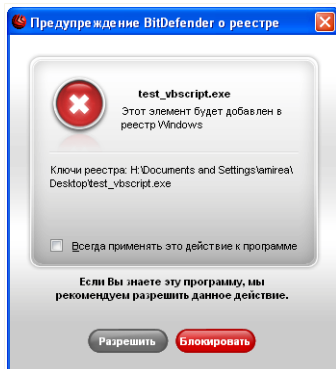 Предупреждение BitDefender о реестре
test_vbscript.exe
Этот элемент будет добавлен в
реестр Windows
Ключи реестра: H:\Documents and Settings\amirea\
Desktop\test_vbscript.exe
Всегда применять это действие к программе
Если Вы знаете эту программу, мы
рекомендуем разрешить данное действие.
Разрешить Блокировать